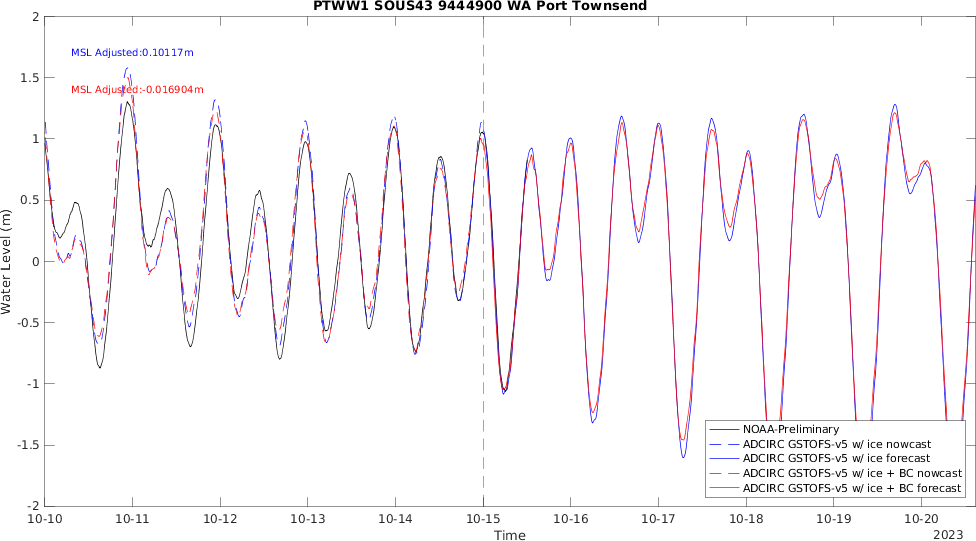 PTWW1 SOUS43 9444900 WA Port Townsend
2
1.5
1
0.5
0
-0.5
-1
-1.5
-2
Water Level (m)
MSL Adjusted:0.10117m
MSL Adjusted:-0.016904m
NOAA-Preliminary
ADCIRC GSTOFS-v5 w/ ice nowcast
ADCIRC GSTOFS-v5 w/ ice forecast
ADCIRC GSTOFS-v5 w/ ice + BC nowcast
ADCIRC GSTOFS-v5 w/ ice + BC forecast
10-10 10-11 10-12 10-13 10-14 10-15 10-16 10-17 10-18 10-19 10-20
Time
2023